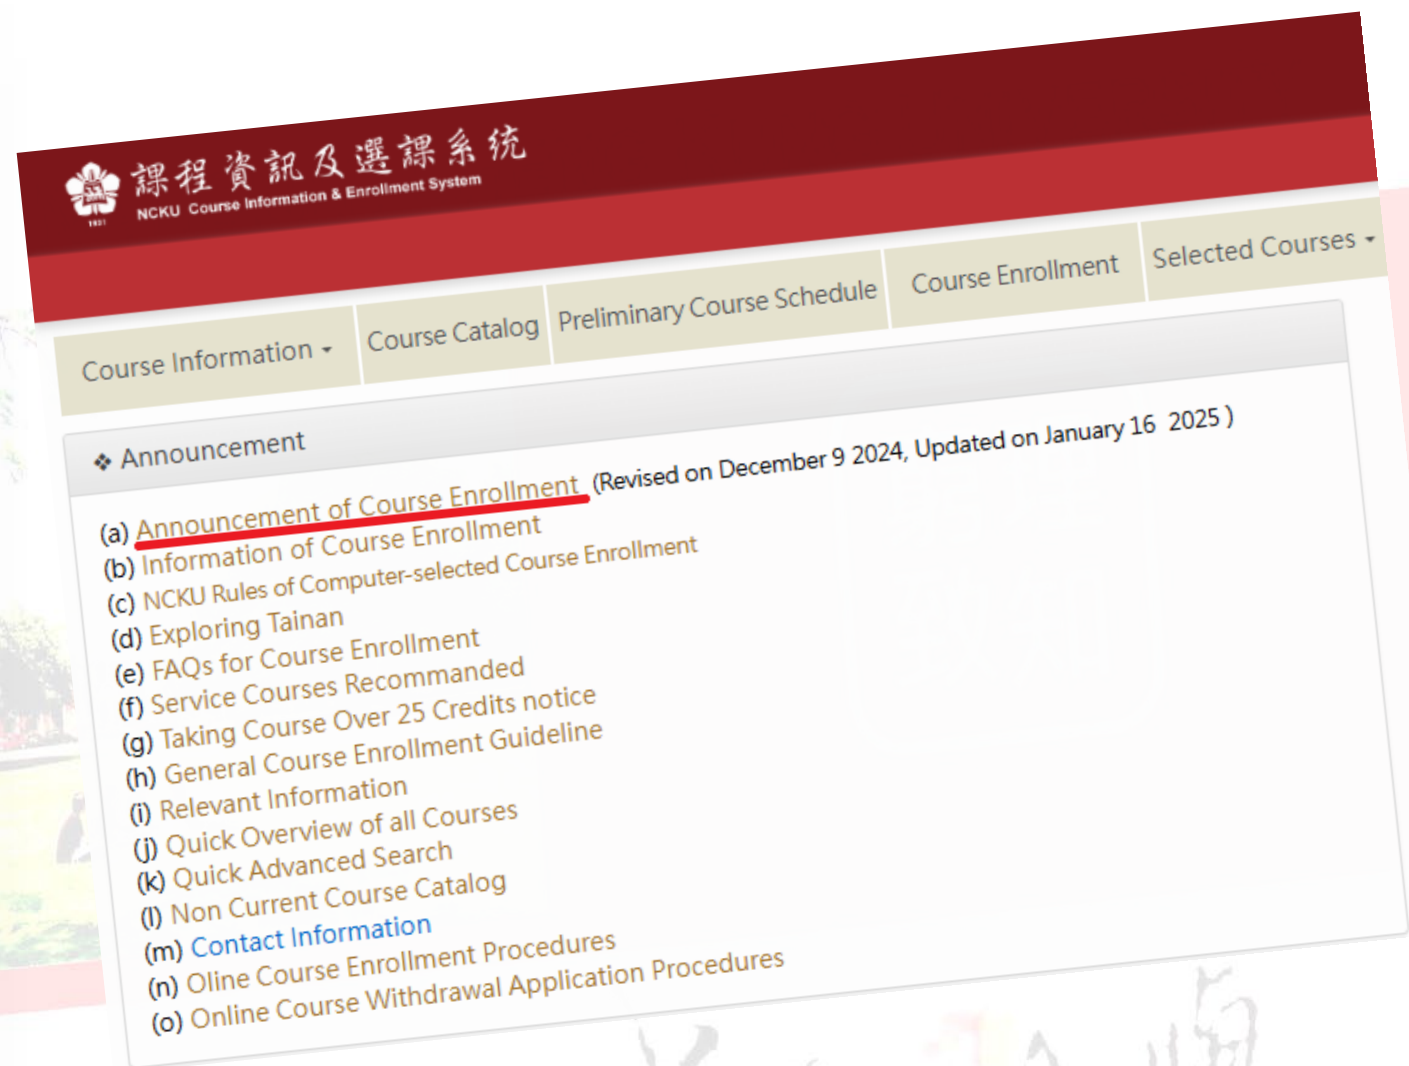 課程資訊及選課系統
NCKU Course Information & Enrollment System
1931
Course Information
Course Catalog
Preliminary Course Schedule
Course Enrollment
Selected Courses
❖ Announcement
(a) Announcement of Course Enrollment (Revised on December 9 2024, Updated on January 16 2025 )
(b) Information of Course Enrollment
(c) NCKU Rules of Computer-selected Course Enrollment
(d) Exploring Tainan
(e) FAQs for Course Enrollment
(f) Service Courses Recommanded
(g) Taking Course Over 25 Credits notice
(h) General Course Enrollment Guideline
(i) Relevant Information
(j) Quick Overview of all Courses
(k) Quick Advanced Search
(l) Non Current Course Catalog
(m) Contact Information
(n) Oline Course Enrollment Procedures
(o) Online Course Withdrawal Application Procedures